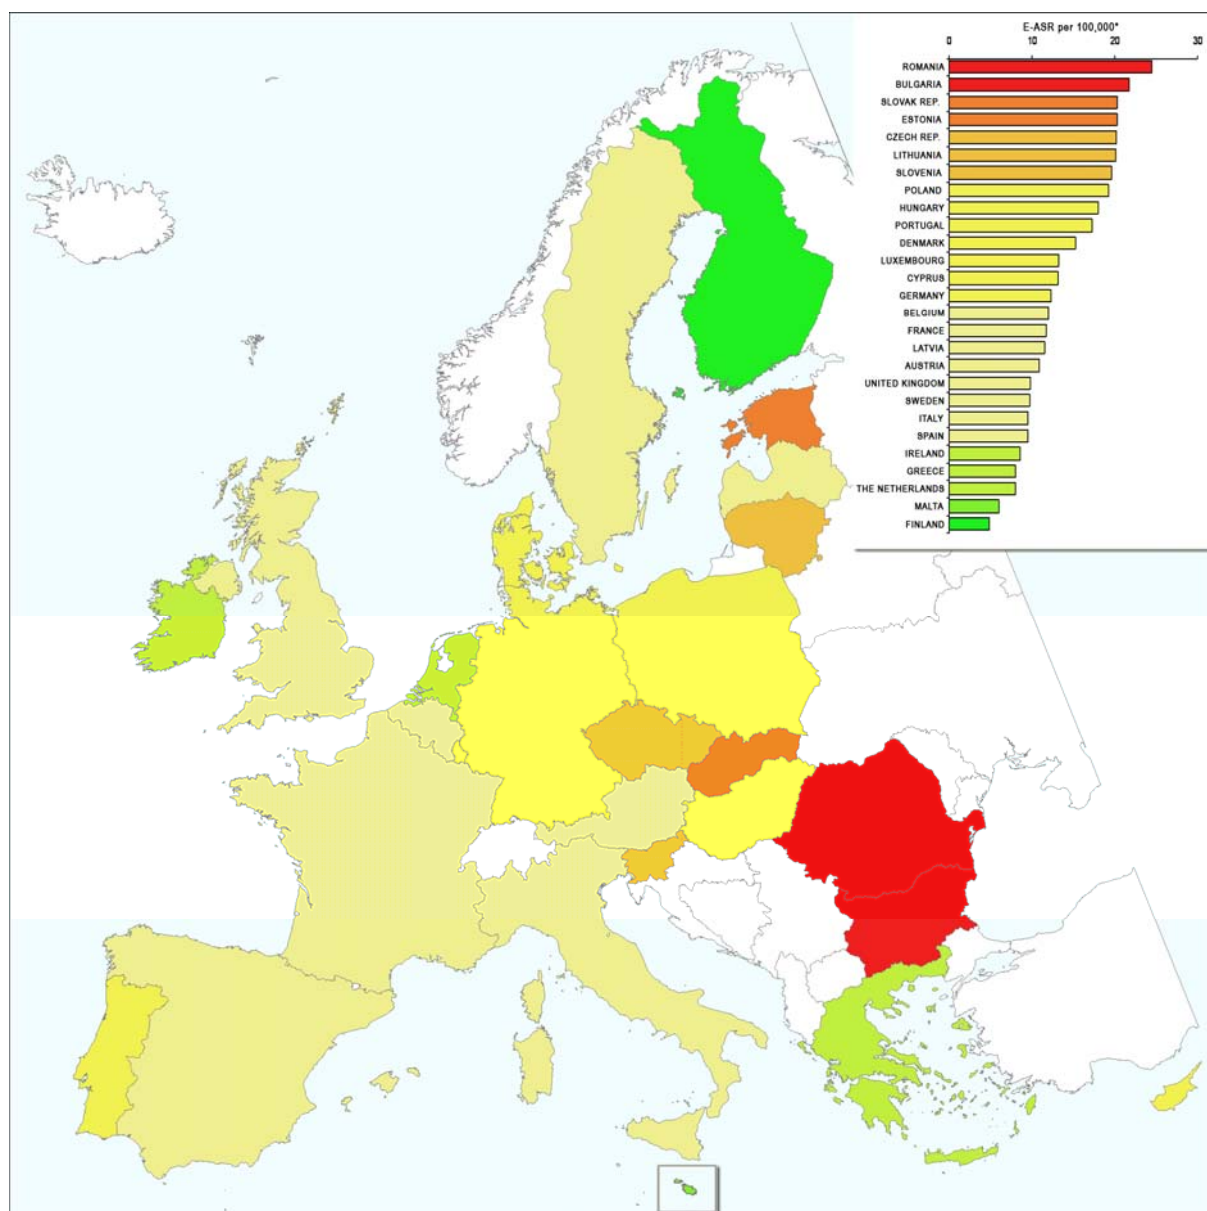 E-ASR per 100,000*
0 10 20 30
ROMANIA
BULGARIA
SLOVAK REP.
ESTONIA
CZECH REP.
LITHUANIA
SLOVENIA
POLAND
HUNGARY
PORTUGAL
DENMARK
LUXEMBOURG
CYPRUS
GERMANY
BELGIUM
FRANCE
LATVIA
AUSTRIA
UNITED KINGDOM
SWEDEN
ITALY
SPAIN
IRELAND
GREECE
THE NETHERLANDS
MALTA
FINLAND